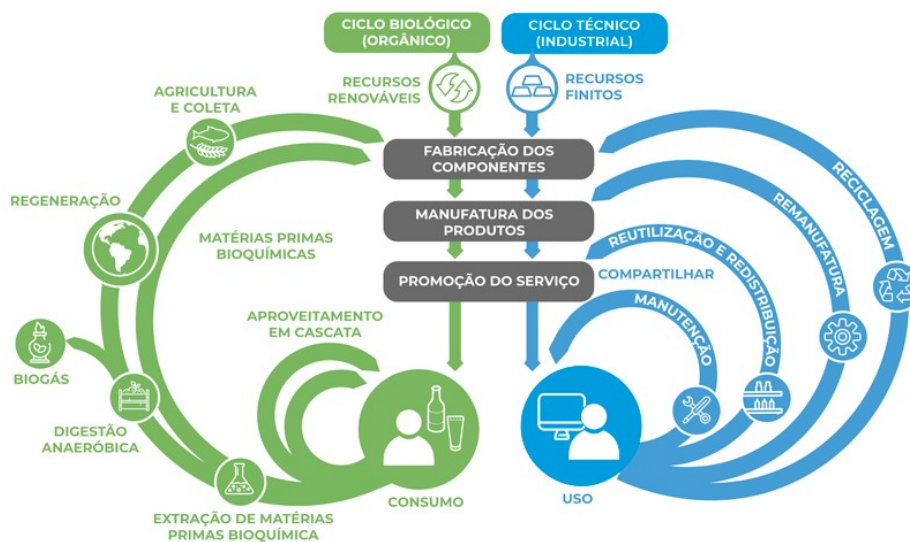 CICLO BIOLÓGICO
(ORGÂNICO)
CICLO TÉCNICO
(INDUSTRIAL)
RECURSOS
RENOVÁVEIS
RECURSOS
FINITOS
AGRICULTURA
E COLETA
FABRICAÇÃO DOS
COMPONENTES
REGENERAÇÃO
MATÉRIAS PRIMAS
BIOQUÍMICAS
MANUFATURA DOS
PRODUTOS
PROMOÇÃO DO SERVIÇO
COMPARTILHAR
RECICLAGEM
REMANUFATURA
REUTILIZAÇÃO E REDISTRIBUIÇÃO
MANUTENÇÃO
APROVEITAMENTO
EM CASCATA
BIOGÁS
DIGESTÃO
ANAERÓBICA
CONSUMO
USO
EXTRAÇÃO DE MATÉRIAS
PRIMAS BIOQUÍMICA